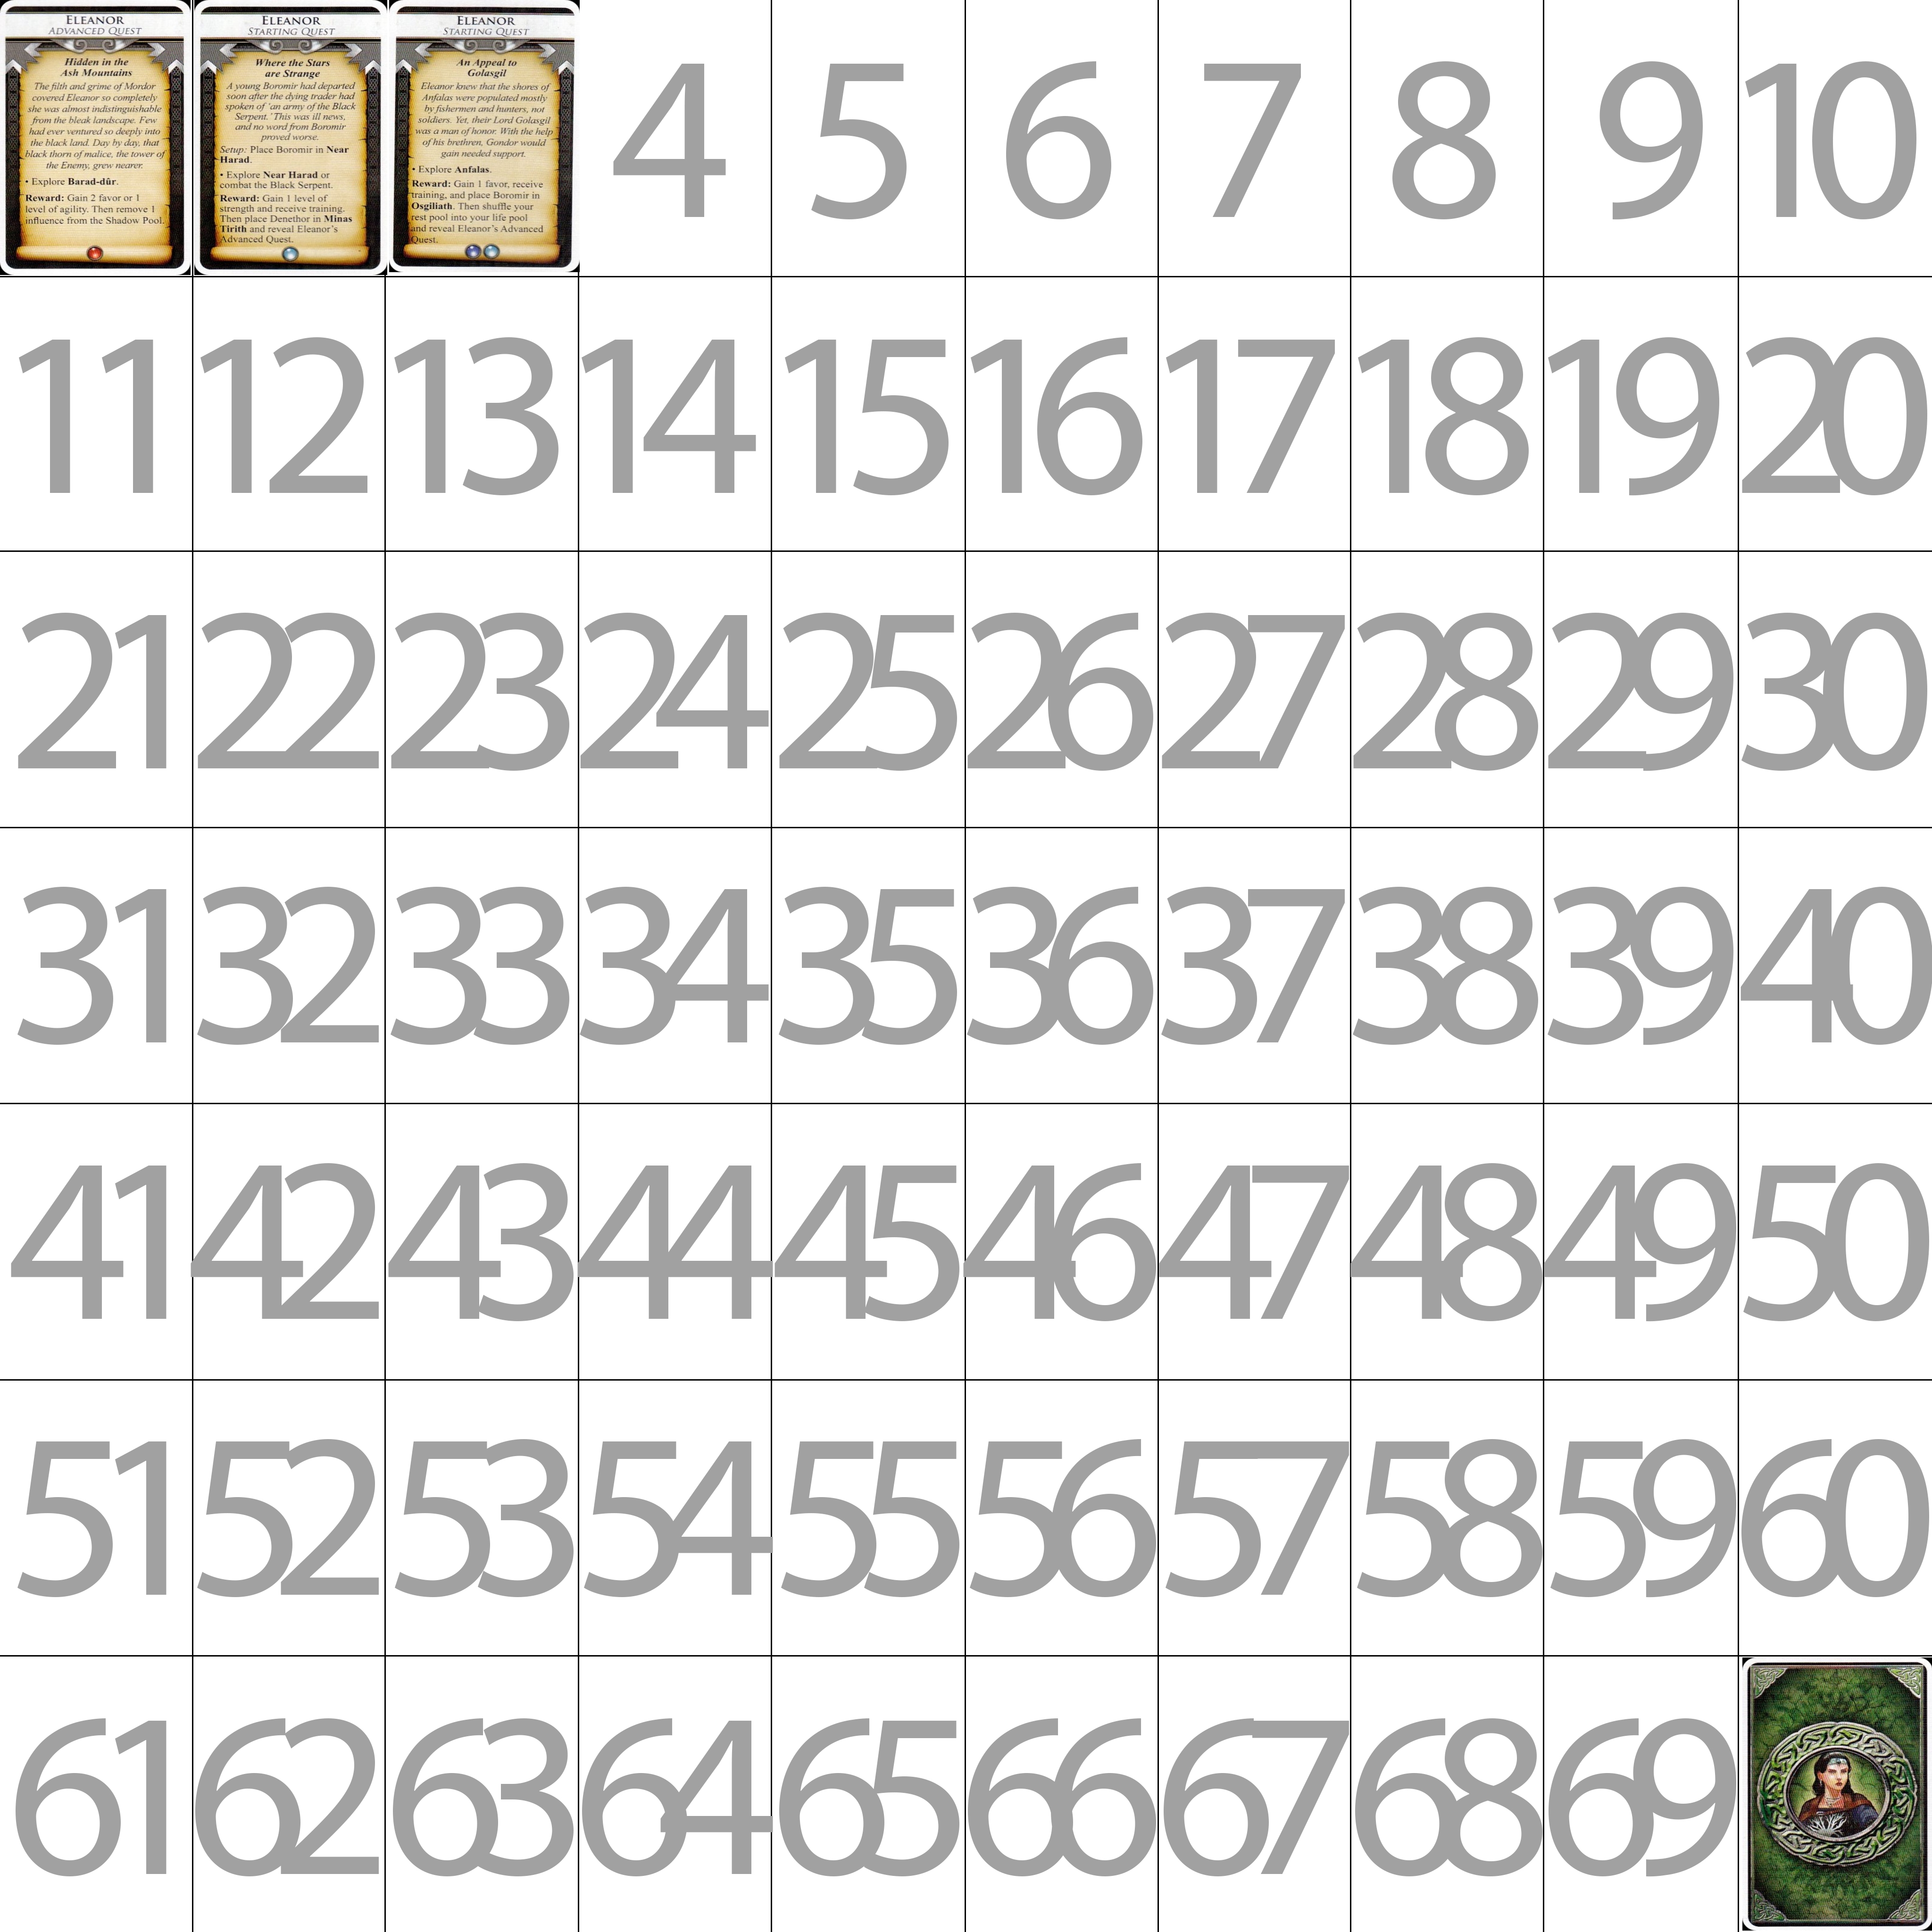 ELEANOR
ADVANCED QUEST
Hidden in the
Ash Mountains
The filth and grime of Mordor
covered Eleanor so completely
she was almost indistinguishable
from the bleak landscape. Few
had ever ventured so deeply into
the black land. Day by day, that
black thorn of malice, the tower of
the Enemy, grew nearer.
• Explore Barad-dûr.
Reward: Gain 2 favor or 1
level of agility. Then remove 1
influence from the Shadow Pool.
ELEANOR
STARTING QUEST
Where the Stars
are Strange
A young Boromir had departed
soon after the dying trader had
spoken of 'an army of the Black
Serpent.' This was ill news,
and no word from Boromir
proved worse.
Setup: Place Boromir in Near
Harad.
• Explore Near Harad or
combat the Black Serpent.
Reward: Gain 1 level of
strength and receive training.
Then place Denethor in Minas
Tirith and reveal Eleanor's
Advanced Quest.
ELEANOR
STARTING QUEST
An Appeal to
Golasgil
Eleanor knew that the shores of
Anfalas were populated mostly
by fishermen and hunters, not
soldiers. Yet, their Lord Golasgil
was a man of honor. With the help
of his brethren, Gondor would
gain needed support.
• Explore Anfalas.
Reward: Gain 1 favor, receive
training, and place Boromir in
Osgiliath. Then shuffle your
rest pool into your life pool
and reveal Eleanor's Advanced
Quest.
4 5 6 7 8 9 10
11 12 13 14 15 16 17 18 19 20
21 22 23 24 25 26 27 28 29 30
31 32 33 34 35 36 37 38 39 40
41 42 43 44 45 46 47 48 49 50
51 52 53 54 55 56 57 58 59 60
61 62 63 64 65 66 67 68 69